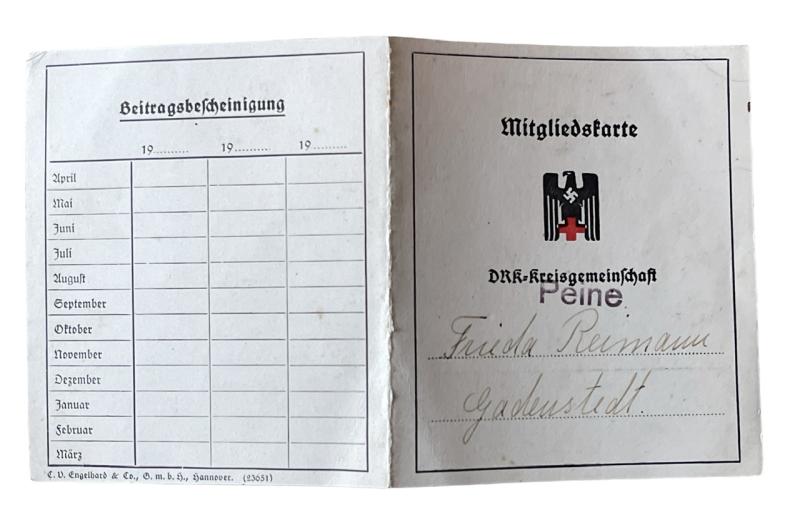 Beitragsbescheinigung
19.......... 19.......... 19..........
April
Mai
Juni
Juli
August
September
Oktober
November
Dezember
Januar
Februar
März
C. V. Engelhard & Co., G. m. b. H., Hannover. (23651)
Mitgliedskarte
DRK-Kreisgemeinschaft
Peine
Frieda Reimann
Gadenstedt.